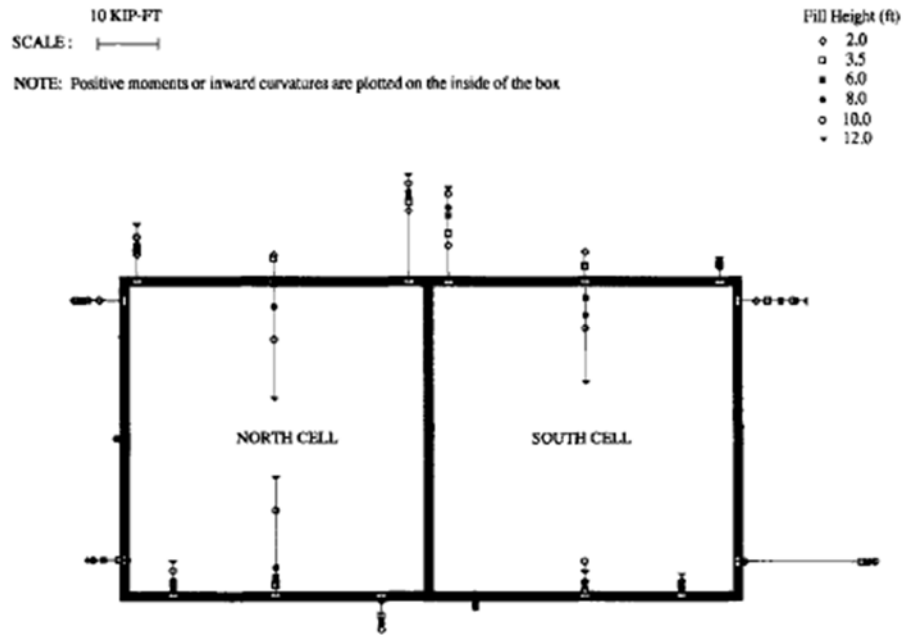 10 KIP-FT
SCALE:
NOTE: Positive moments or inward curvatures are plotted on the inside of the box
Fill Height (ft)
2.0
3.5
6.0
8.0
10.0
12.0
NORTH CELL
SOUTH CELL